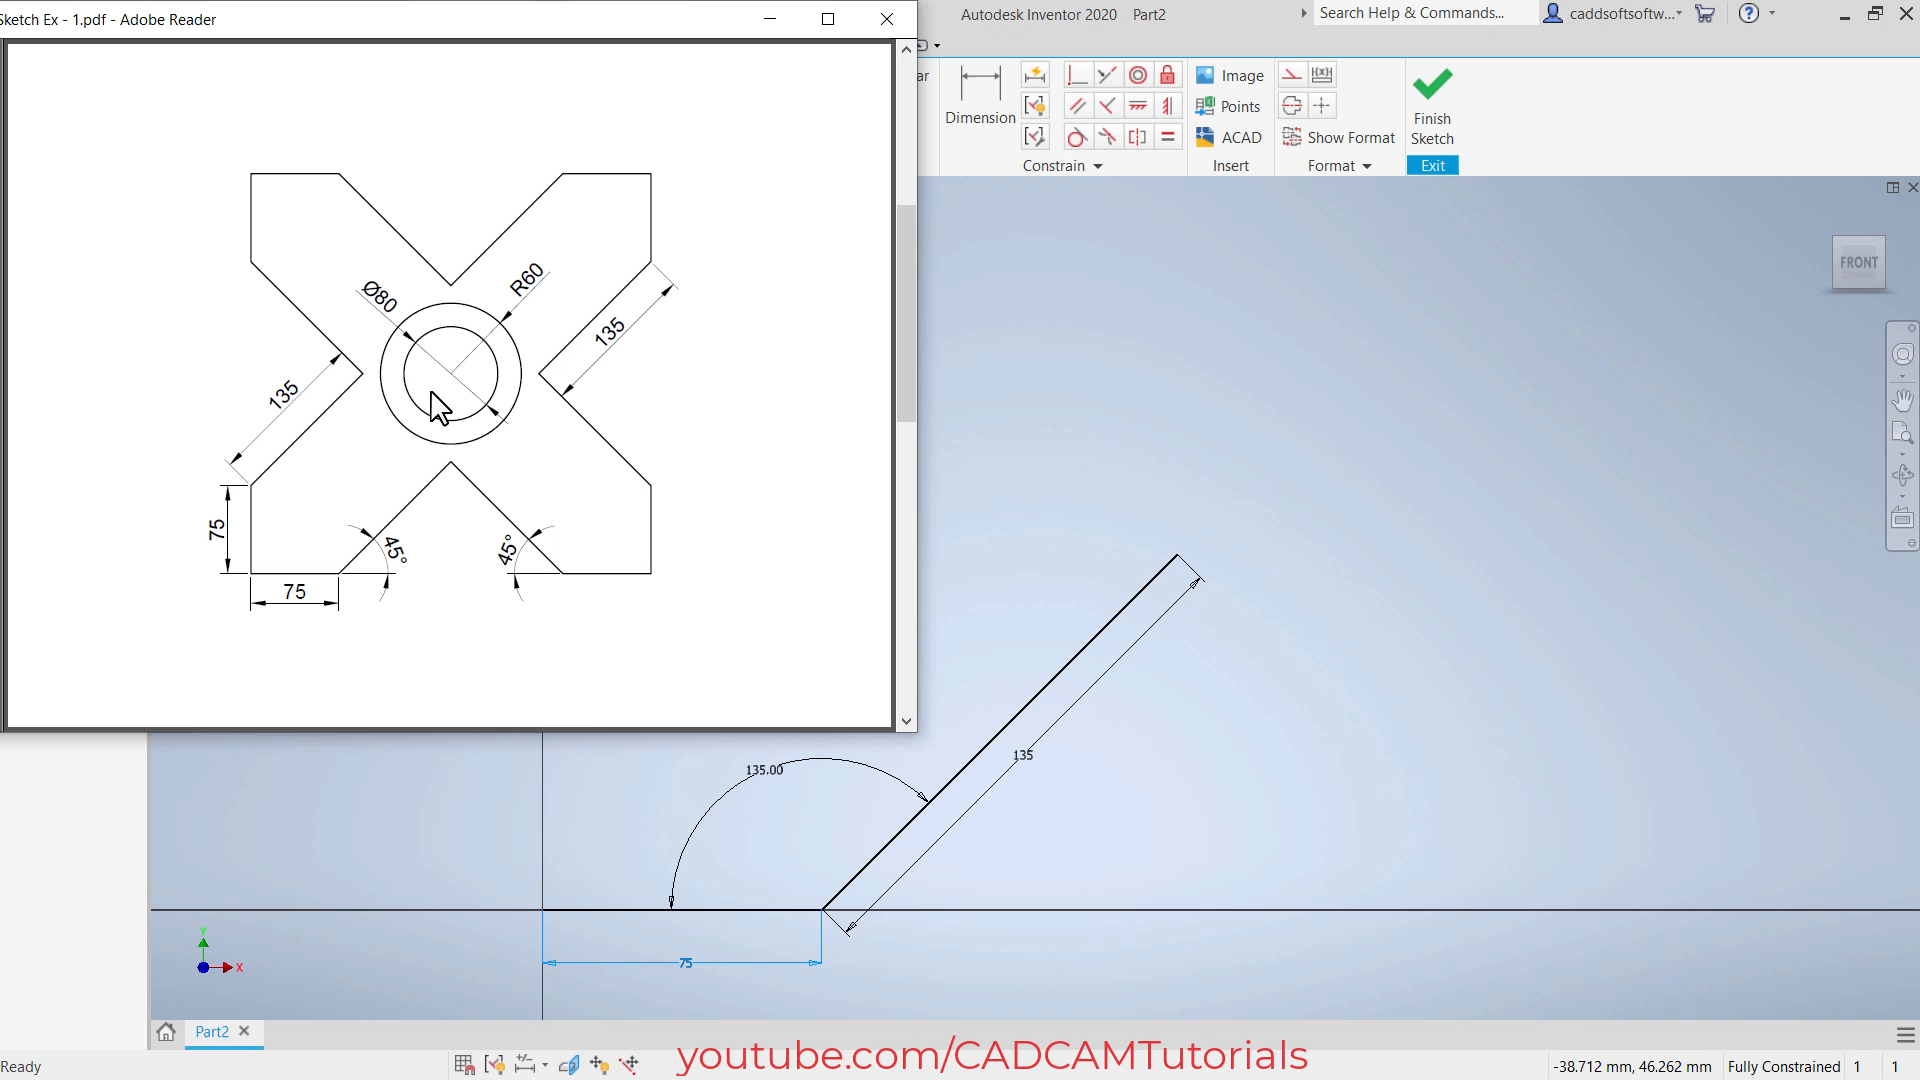 Sketch Ex - 1.pdf - Adobe Reader
Autodesk Inventor 2020 Part2
Search Help & Commands...
caddsoftsoftw...
ar
Dimension
Constrain
Image
Points
ACAD
Insert
Show Format
Format
Finish
Sketch
Exit
FRONT
Ø80
R60
135
135
75
75
45°
45°
135.00
135
75
Y
X
Part2
Ready
youtube.com/CADCAMTutorials
-38.712 mm, 46.262 mm Fully Constrained 1 1